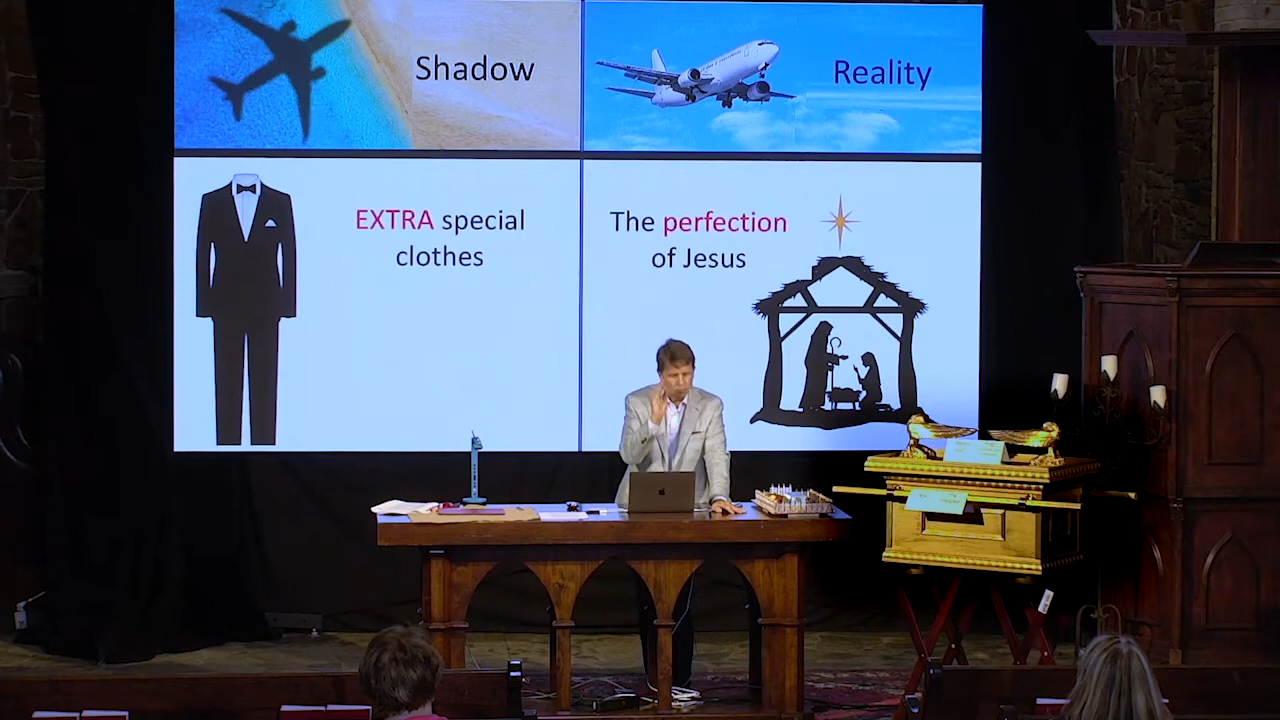 Shadow
Reality
EXTRA special
clothes
The perfection
of Jesus